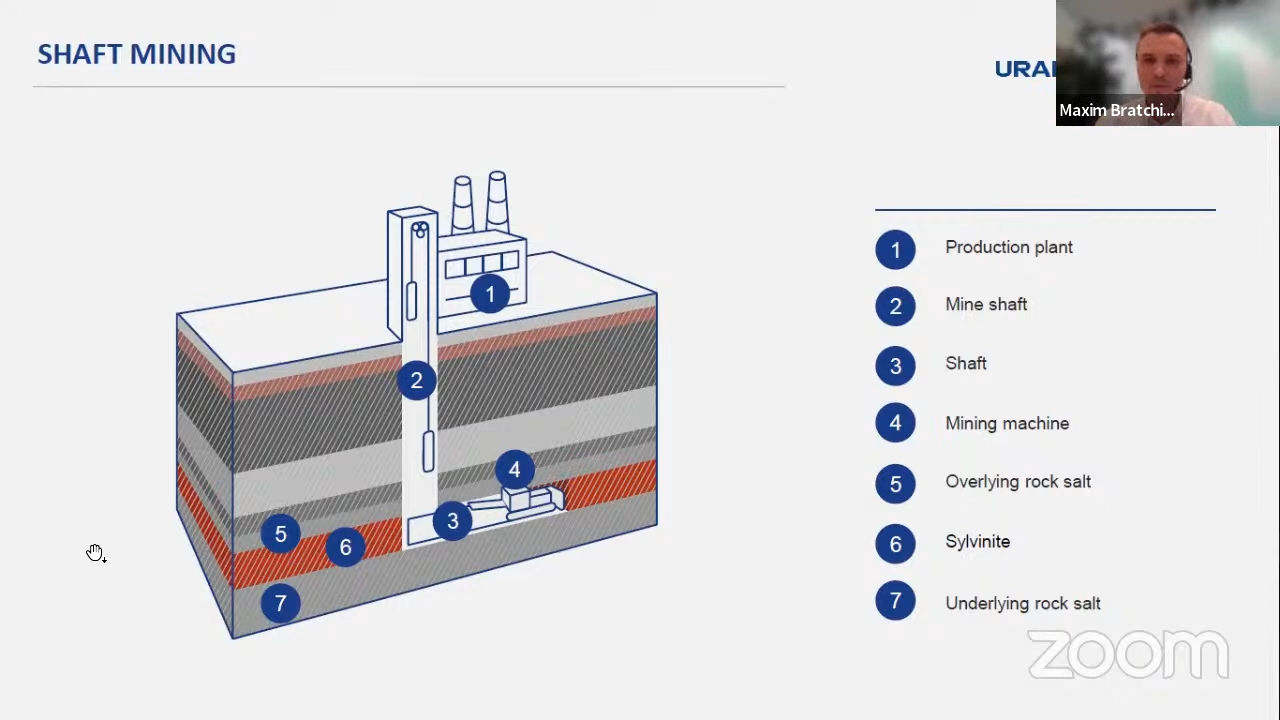 SHAFT MINING
URAL
Maxim Bratchi...
1
2
3
4
5
6
7
1 Production plant
2 Mine shaft
3 Shaft
4 Mining machine
5 Overlying rock salt
6 Sylvinite
7 Underlying rock salt
zoom